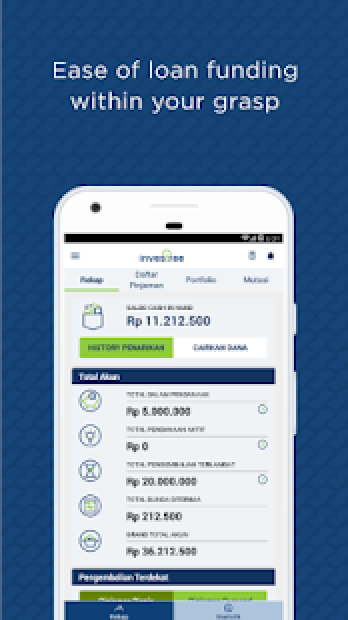 Ease of loan funding
within your grasp
investree
Rekap
Daftar
Pinjaman
Portfolio
Mutasi
SALDO CASH IN HAND
Rp 11.212.500
HISTORY PENARIKAN
CAIRKAN DANA
Total Akun
TOTAL DALAM PENDANAAN
Rp 5.000.000
TOTAL PENDANAAN AKTIF
Rp 0
TOTAL PENGEMBALIAN TERLAMBAT
Rp 20.000.000
TOTAL BUNGA DITERIMA
Rp 212.500
GRAND TOTAL AKUN
Rp 36.212.500
Pengembalian Terdekat
Rekap
Statistik